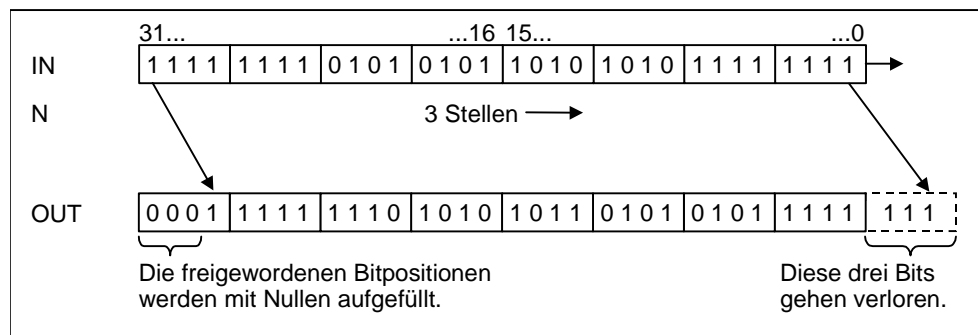 31... ...16 15... ...0
IN 1 1 1 1 1 1 1 1 0 1 0 1 0 1 0 1 1 0 1 0 1 0 1 0 1 1 1 1 1 1 1 1
N 3 Stellen
OUT 0 0 0 1 1 1 1 1 1 1 1 0 1 0 1 0 1 0 1 1 0 1 0 1 0 1 0 1 1 1 1 1 1 1 1
Die freigewordenen Bitpositionen Diese drei Bits
werden mit Nullen aufgefüllt. gehen verloren.